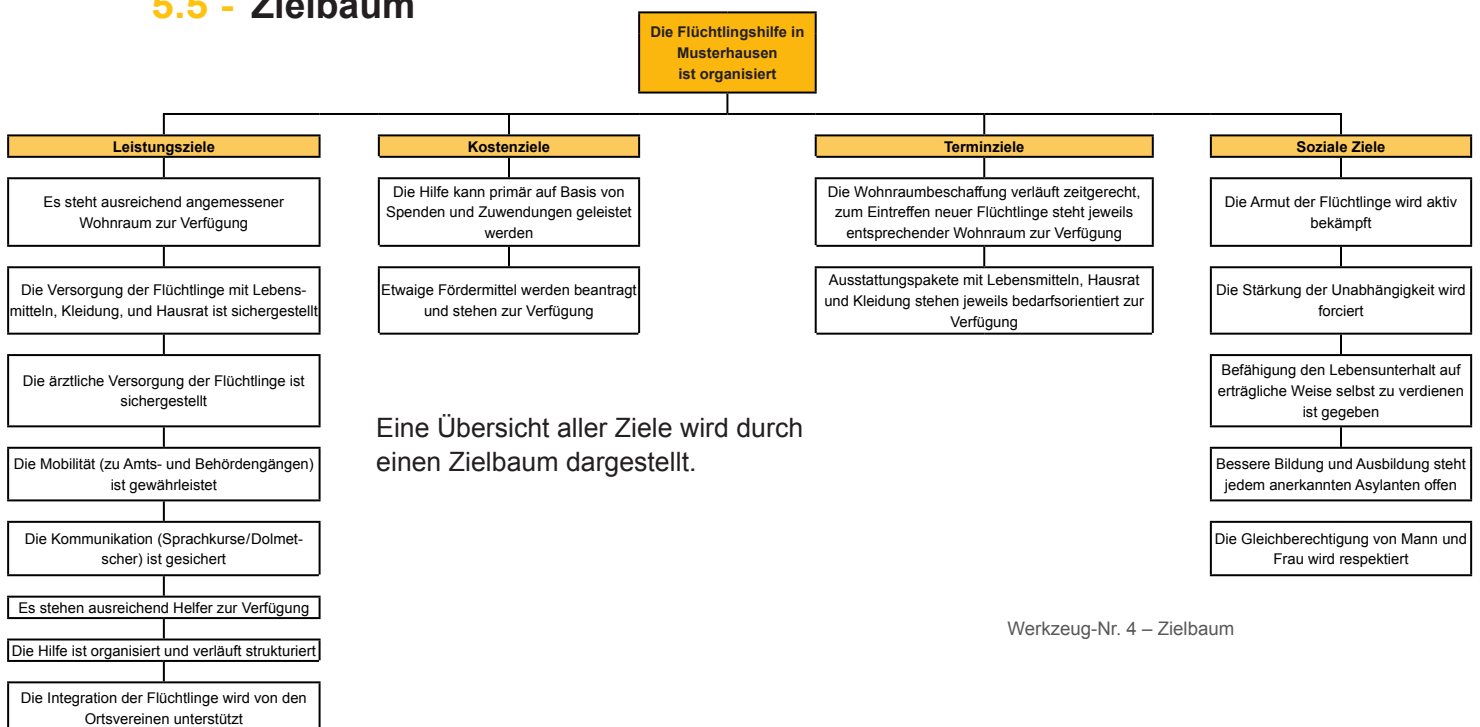 5.5 - Zielbaum
Die Flüchtlingshilfe in
Musterhausen
ist organisiert
Leistungsziele
Es steht ausreichend angemessener
Wohnraum zur Verfügung
Die Versorgung der Flüchtlinge mit Lebens-
mitteln, Kleidung, und Hausrat ist sichergestellt
Die ärztliche Versorgung der Flüchtlinge ist
sichergestellt
Die Mobilität (zu Amts- und Behördengängen)
ist gewährleistet
Die Kommunikation (Sprachkurse/Dolmet-
scher) ist gesichert
Es stehen ausreichend Helfer zur Verfügung
Die Hilfe ist organisiert und verläuft strukturiert
Die Integration der Flüchtlinge wird von den
Ortsvereinen unterstützt
Kostenziele
Die Hilfe kann primär auf Basis von
Spenden und Zuwendungen geleistet
werden
Etwaige Fördermittel werden beantragt
und stehen zur Verfügung
Eine Übersicht aller Ziele wird durch
einen Zielbaum dargestellt.
Terminziele
Die Wohnraumbeschaffung verläuft zeitgerecht,
zum Eintreffen neuer Flüchtlinge steht jeweils
entsprechender Wohnraum zur Verfügung
Ausstattungspakete mit Lebensmitteln, Hausrat
und Kleidung stehen jeweils bedarfsorientiert zur
Verfügung
Soziale Ziele
Die Armut der Flüchtlinge wird aktiv
bekämpft
Die Stärkung der Unabhängigkeit wird
forciert
Befähigung den Lebensunterhalt auf
erträgliche Weise selbst zu verdienen
ist gegeben
Bessere Bildung und Ausbildung steht
jedem anerkannten Asylanten offen
Die Gleichberechtigung von Mann und
Frau wird respektiert
Werkzeug-Nr. 4 – Zielbaum